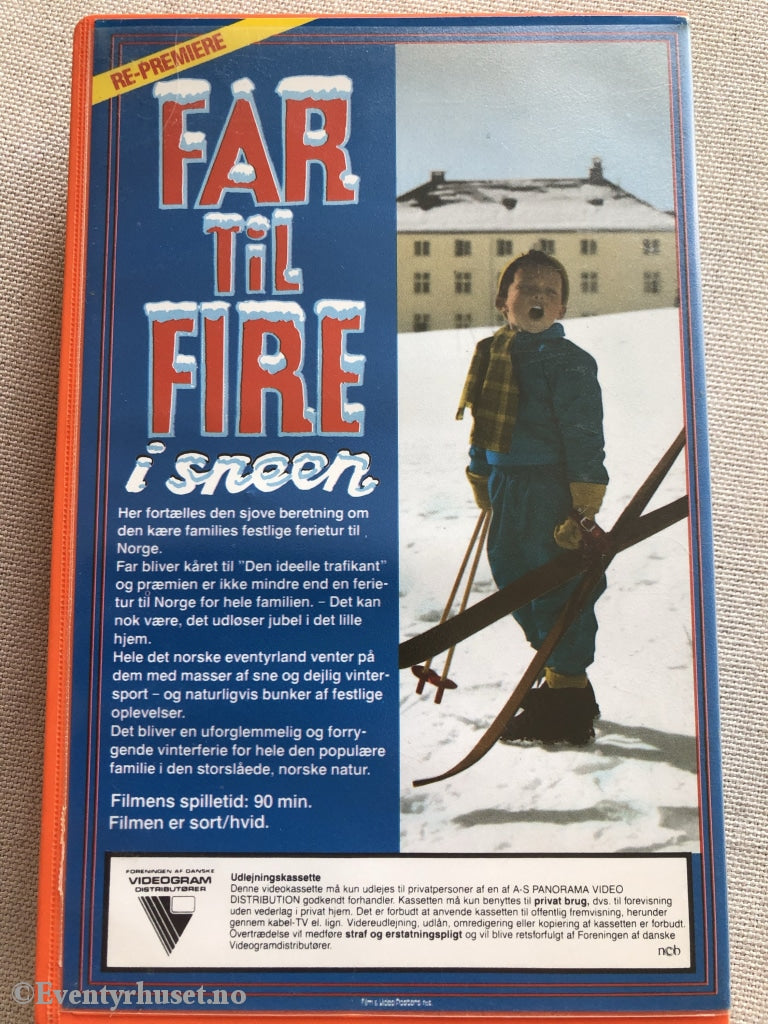 RE-PREMIERE
FAR
TiL
FIRE
i sneen
Her fortælles den sjove beretning om
den kære families festlige ferietur til
Norge.
Far bliver kåret til "Den ideelle trafikant"
og præmien er ikke mindre end en ferie-
tur til Norge for hele familien. – Det kan
nok være, det udløser jubel i det lille
hjem.
Hele det norske eventyrland venter på
dem med masser af sne og dejlig vinter-
sport – og naturligvis bunker af festlige
oplevelser.
Det bliver en uforglemmelig og forry-
gende vinterferie for hele den populære
familie i den storslåede, norske natur.
Filmens spilletid: 90 min.
Filmen er sort/hvid.
FORENINGEN AF DANSKE
VIDEOGRAM
DISTRIBUTØRER
Udlejningskassette
Denne videokassette må kun udlejes til privatpersoner af en af A-S PANORAMA VIDEO
DISTRIBUTION godkendt forhandler. Kassetten må kun benyttes til privat brug, dvs. til forevisning
uden vederlag i privat hjem. Det er forbudt at anvende kassetten til offentlig fremvisning, herunder
gennem kabel-TV el. lign. Videreudlejning, udlån, omredigering eller kopiering af kassetten er forbudt.
Overtrædelse vil medføre straf og erstatningspligt og vil blive retsforfulgt af Foreningen af danske
Videogramdistributører.
ncb
©Eventyrhuset.no